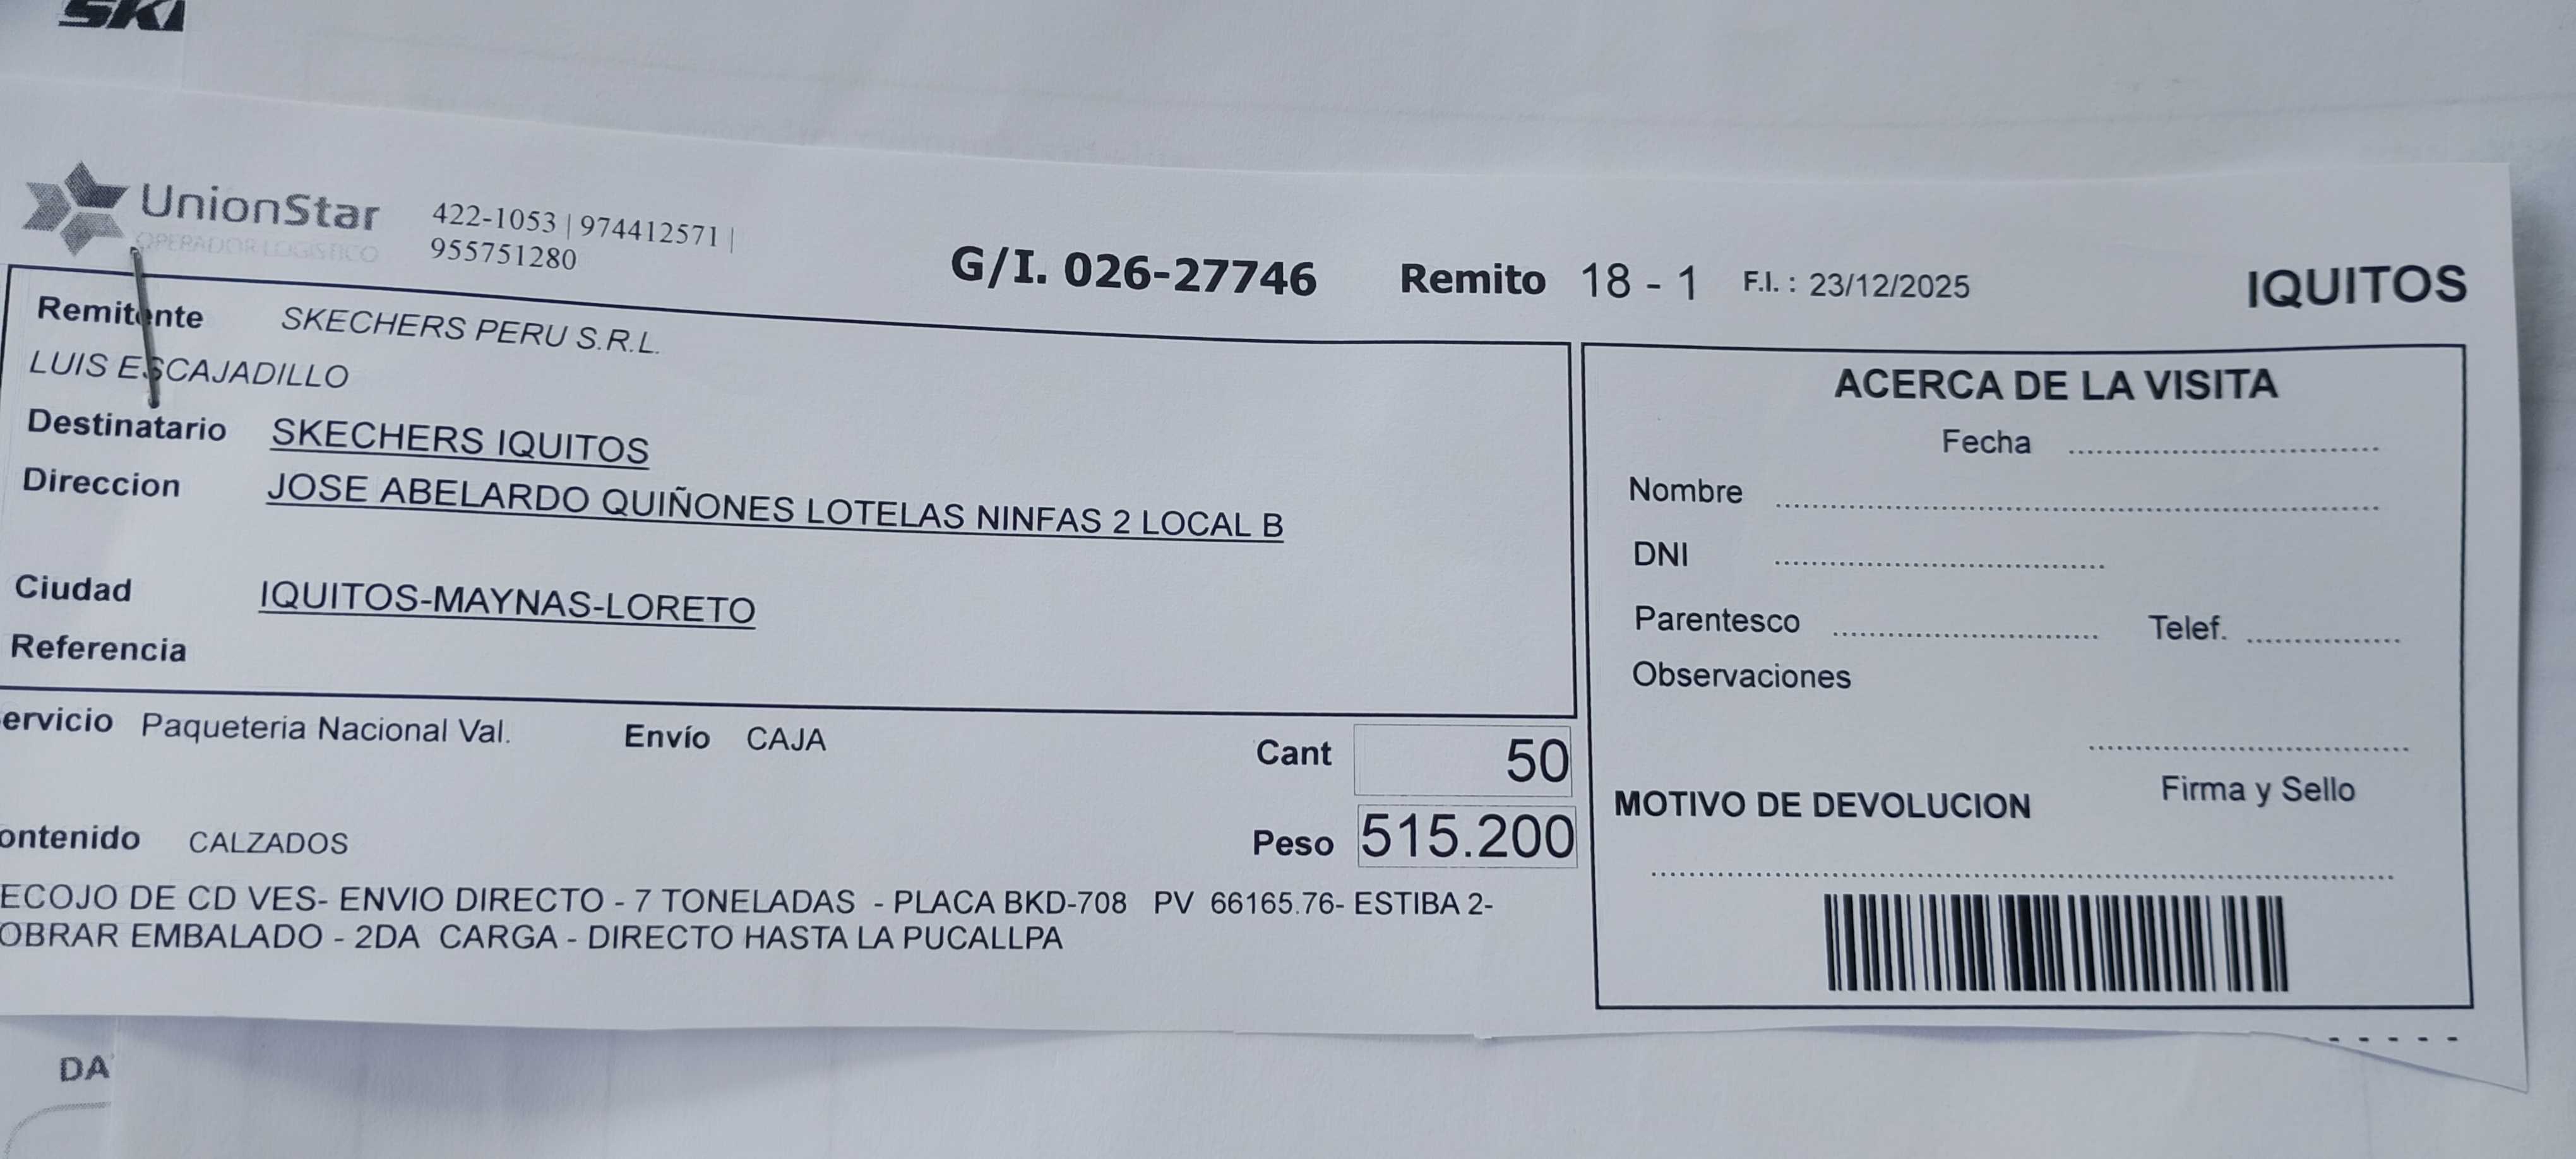 SKI
UnionStar
OPERADOR LOGISTICO
422-1053 | 974412571 |
955751280
G/I. 026-27746 Remito 18 - 1 F.I. : 23/12/2025 IQUITOS
Remitente SKECHERS PERU S.R.L.
LUIS ESCAJADILLO
Destinatario SKECHERS IQUITOS
Direccion JOSE ABELARDO QUIÑONES LOTELAS NINFAS 2 LOCAL B
Ciudad IQUITOS-MAYNAS-LORETO
Referencia
ervicio Paqueteria Nacional Val. Envío CAJA Cant 50
ontenido CALZADOS Peso 515.200
ECOJO DE CD VES- ENVIO DIRECTO - 7 TONELADAS - PLACA BKD-708 PV 66165.76- ESTIBA 2-
OBRAR EMBALADO - 2DA CARGA - DIRECTO HASTA LA PUCALLPA
ACERCA DE LA VISITA
Fecha
Nombre
DNI
Parentesco Telef.
Observaciones
Firma y Sello
MOTIVO DE DEVOLUCION
DA